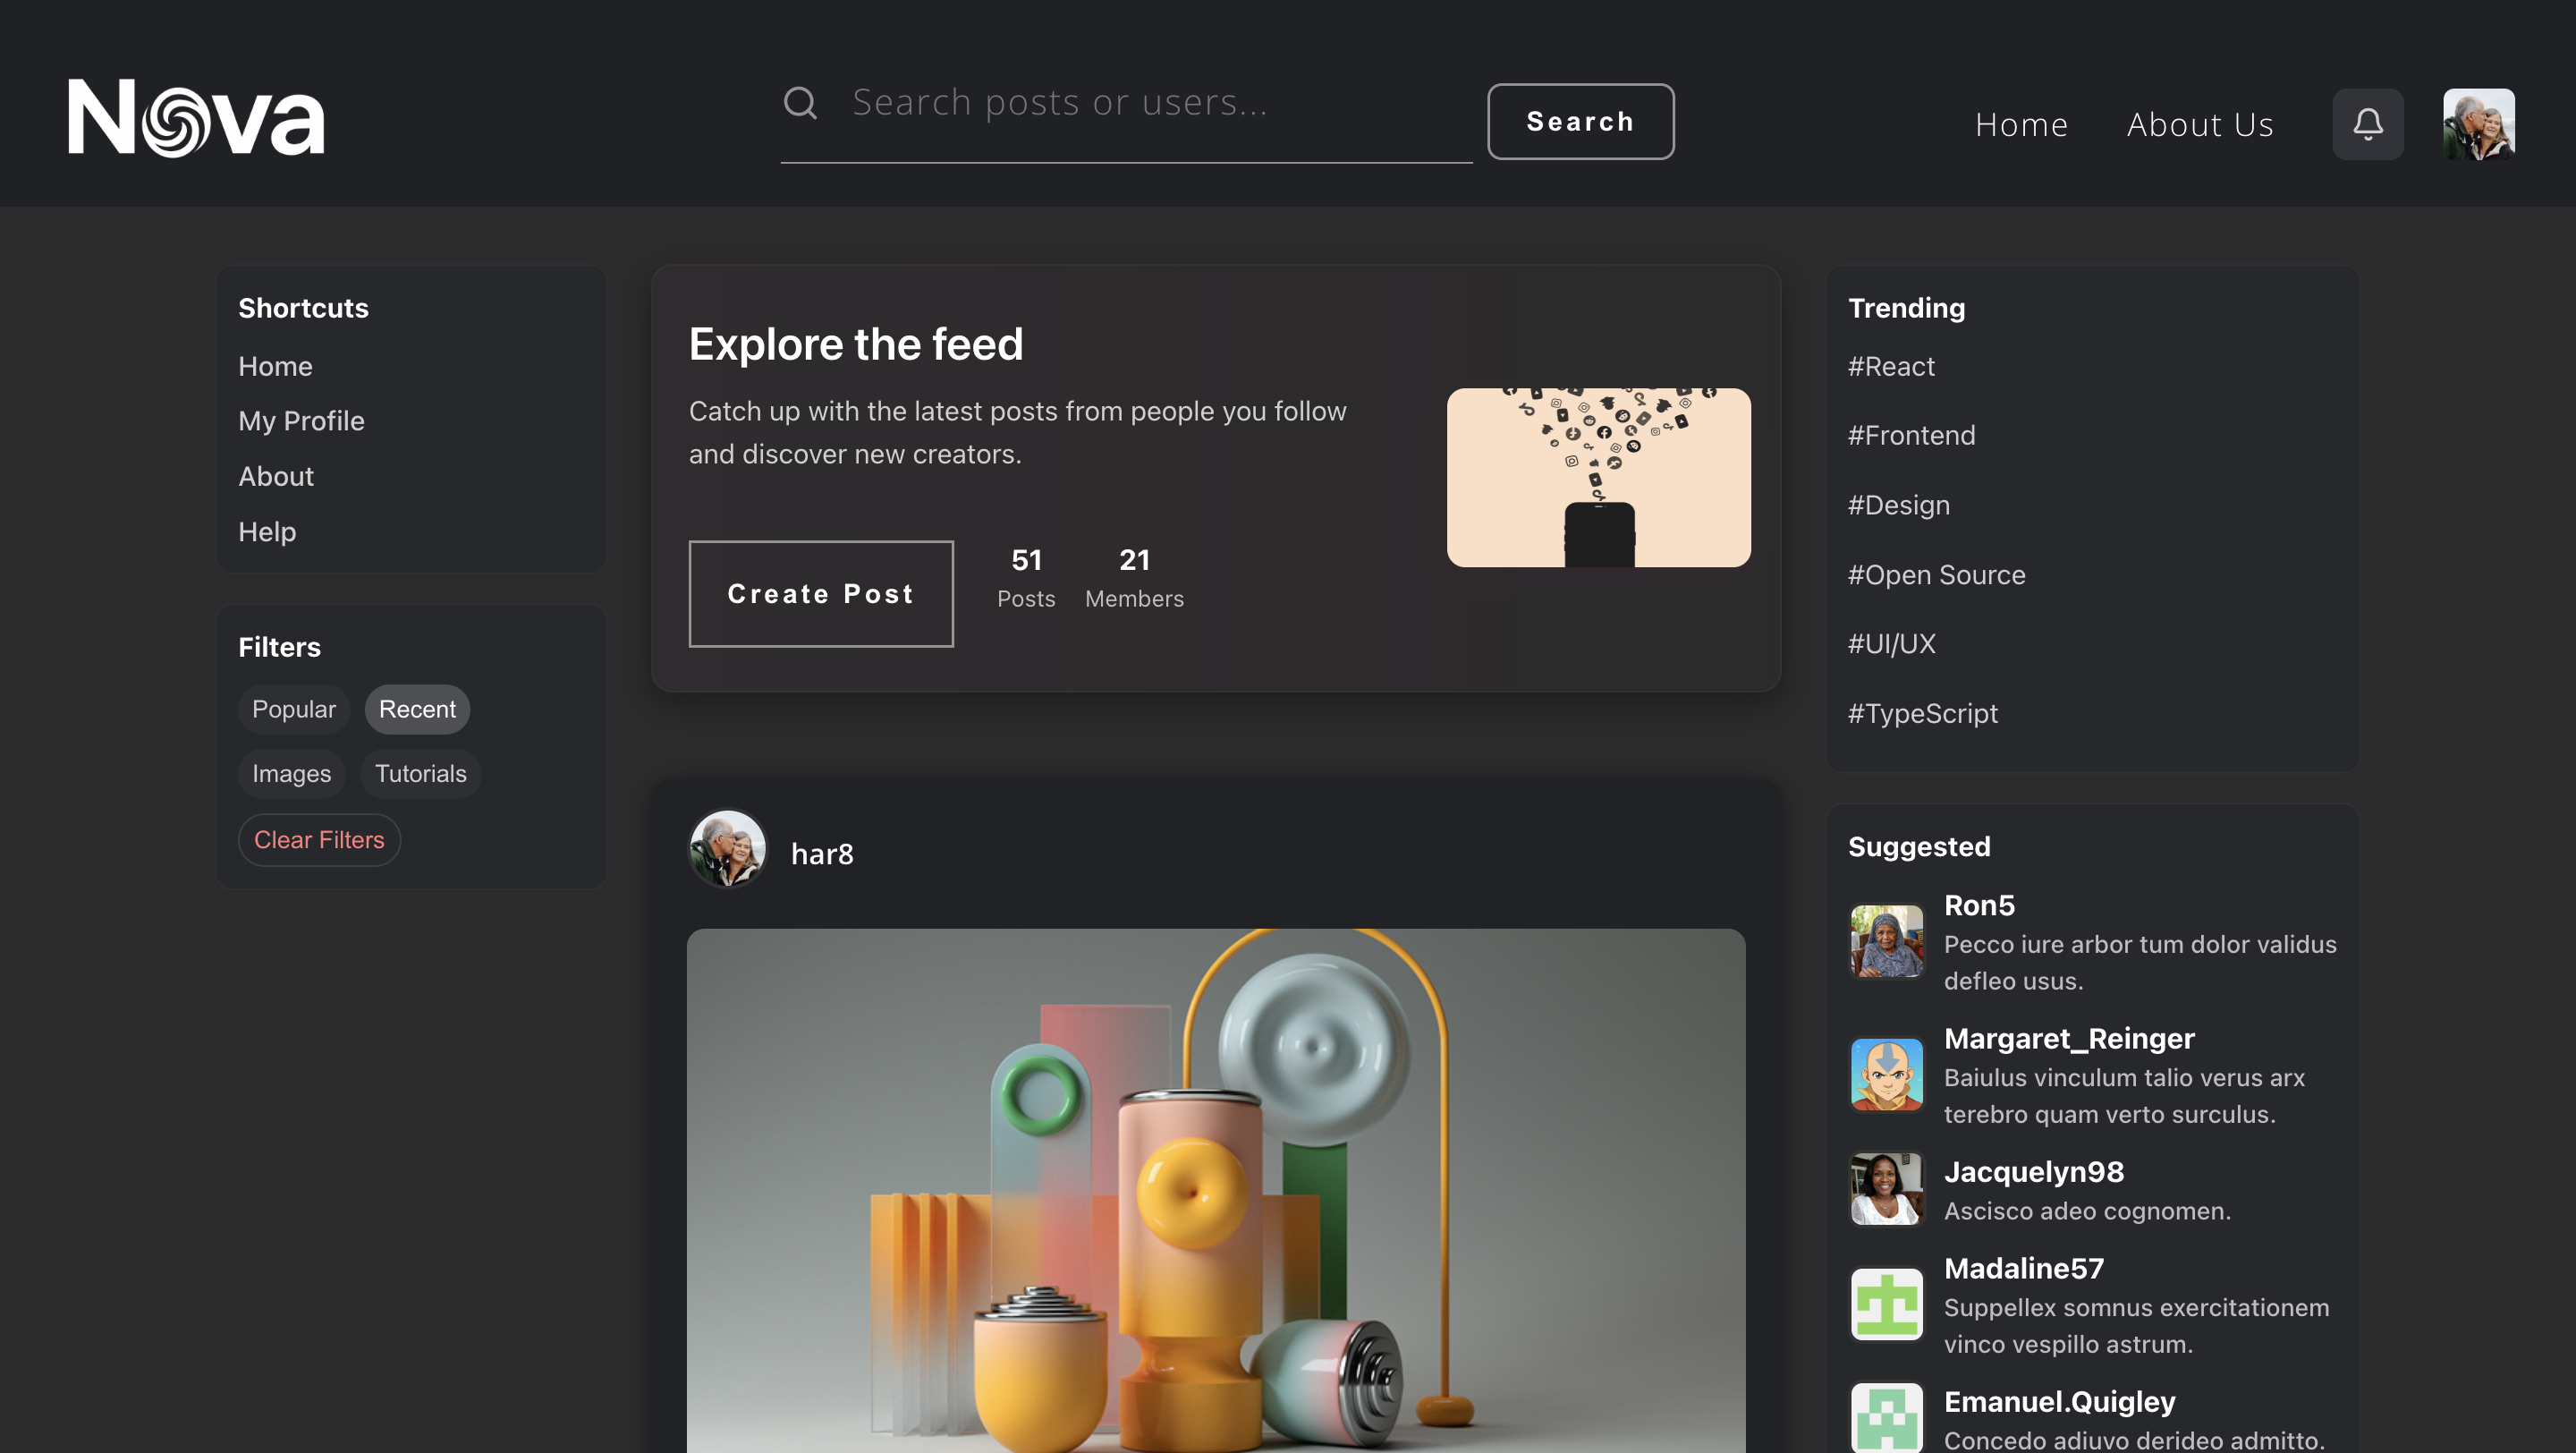 Nova
Search posts or users...
Search
Home
About Us
Shortcuts
Home
My Profile
About
Help
Filters
Popular
Recent
Images
Tutorials
Clear Filters
Explore the feed
Catch up with the latest posts from people you follow
and discover new creators.
Create Post
51
Posts
21
Members
har8
Trending
#React
#Frontend
#Design
#Open Source
#UI/UX
#TypeScript
Suggested
Ron5
Pecco iure arbor tum dolor validus
defleo usus.
Margaret_Reinger
Baiulus vinculum talio verus arx
terebro quam verto surculus.
Jacquelyn98
Ascisco adeo cognomen.
Madaline57
Suppellex somnus exercitationem
vinco vespillo astrum.
Emanuel.Quigley
Concedo adiuvo derideo admitto.